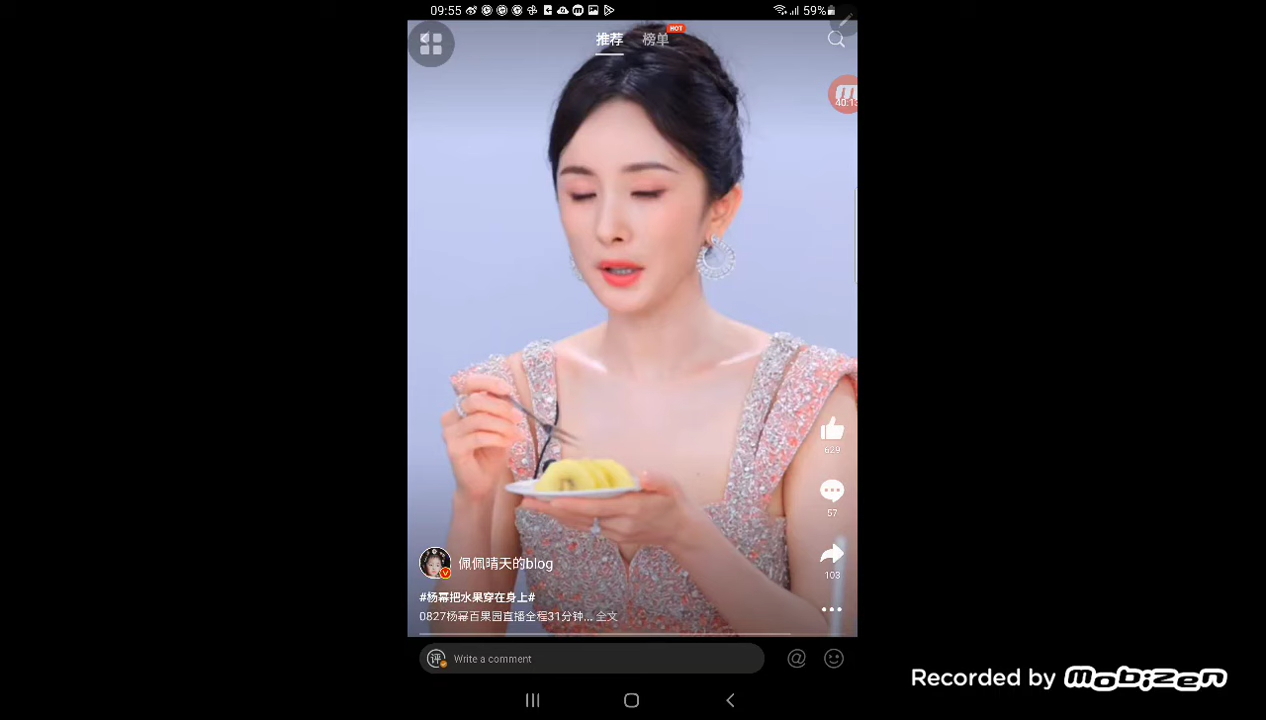 09:55
59%
推荐
榜单
HOT
629
57
103
佩佩晴天的blog
#杨幂把水果穿在身上#
0827杨幂百果园直播全程31分钟... 全文
评
Write a comment
Recorded by mobizen